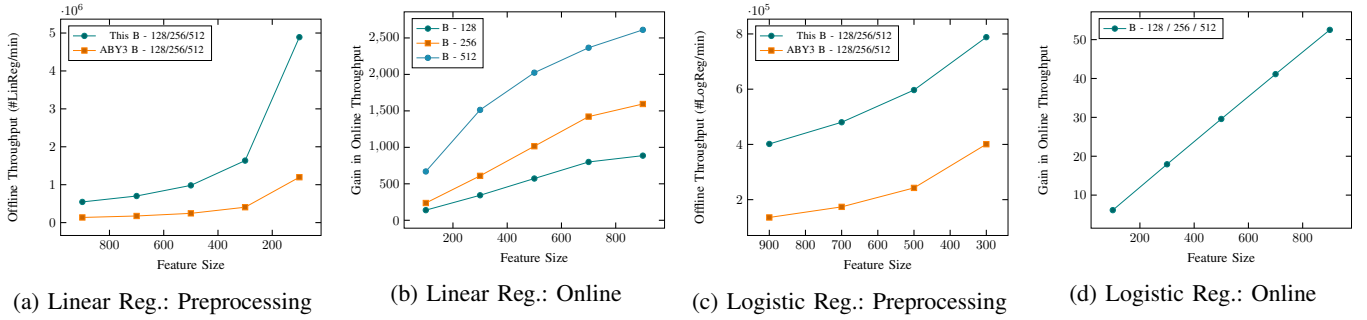 ·10^6
Offline Throughput (#LinReg/min)
5
4
3
2
1
0
This B - 128/256/512
ABY3 B - 128/256/512
800 600 400 200
Feature Size
(a) Linear Reg.: Preprocessing
Gain in Online Throughput
2,500
2,000
1,500
1,000
500
0
B - 128
B - 256
B - 512
200 400 600 800
Feature Size
(b) Linear Reg.: Online
·10^5
Offline Throughput (#LogReg/min)
8
6
4
2
This B - 128/256/512
ABY3 B - 128/256/512
900 800 700 600 500 400 300
Feature Size
(c) Logistic Reg.: Preprocessing
Gain in Online Throughput
50
40
30
20
10
B - 128 / 256 / 512
200 400 600 800
Feature Size
(d) Logistic Reg.: Online